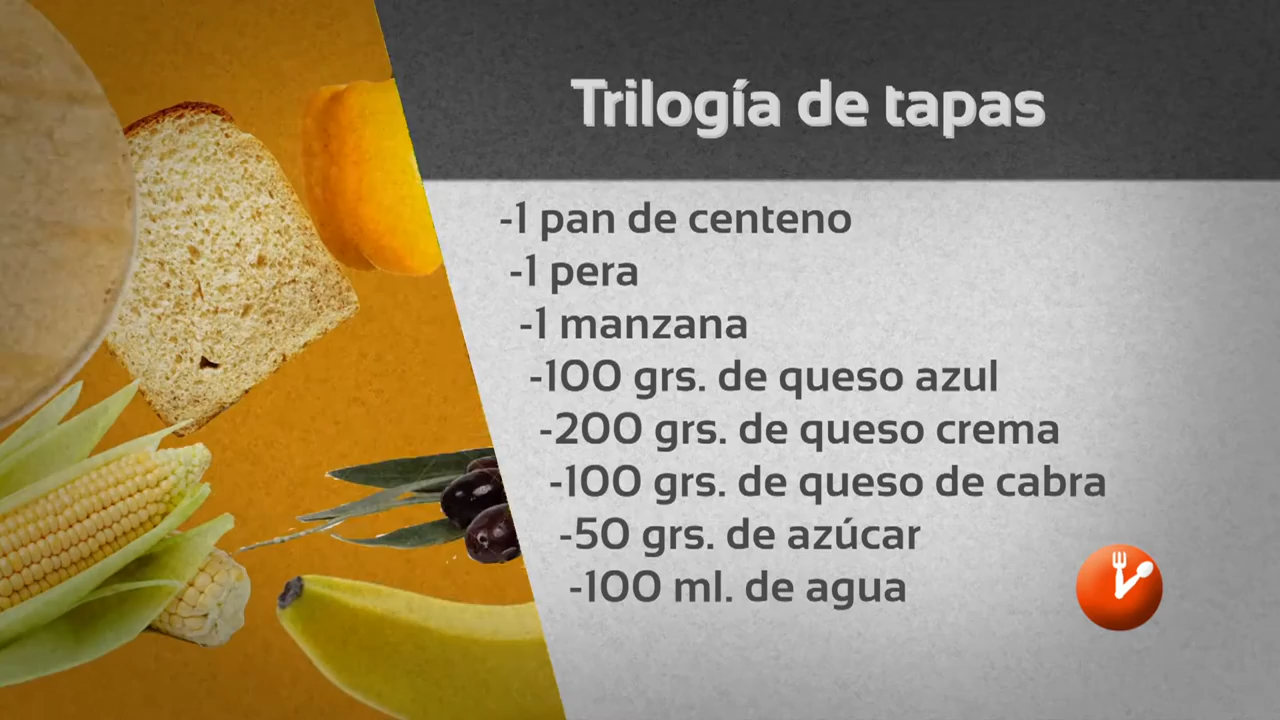 Trilogía de tapas
-1 pan de centeno
-1 pera
-1 manzana
-100 grs. de queso azul
-200 grs. de queso crema
-100 grs. de queso de cabra
-50 grs. de azúcar
-100 ml. de agua